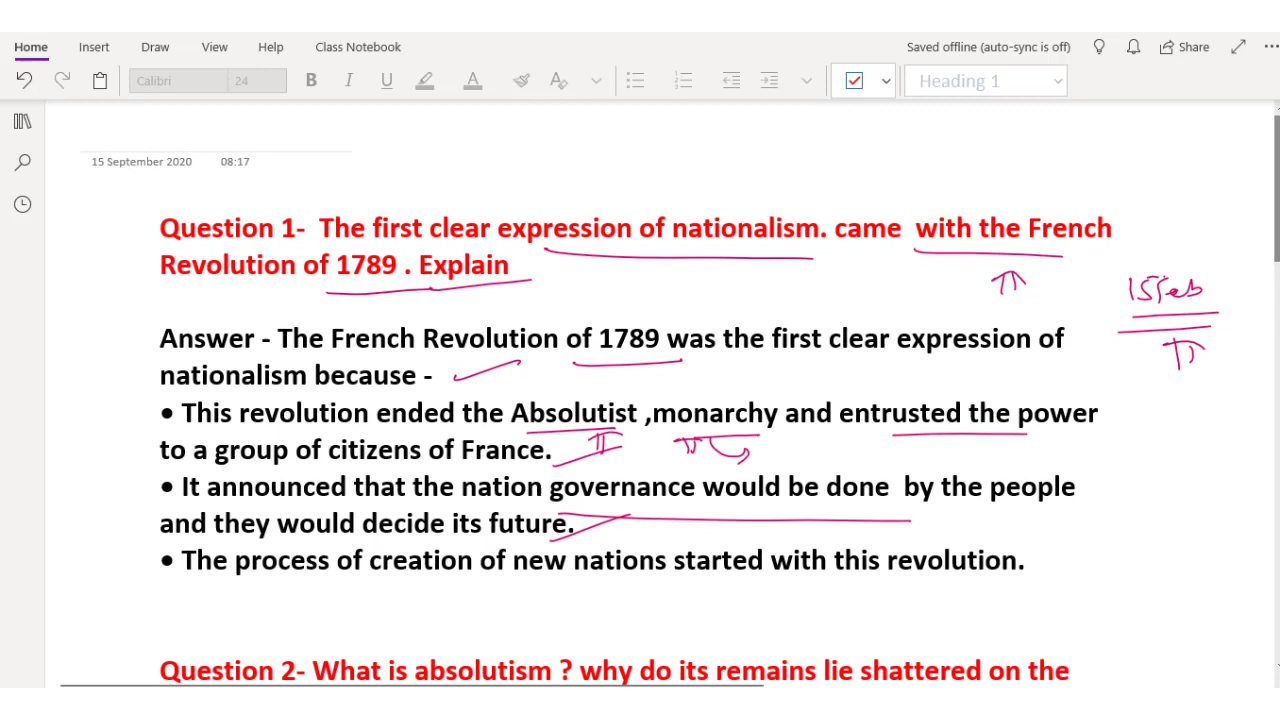 Home Insert Draw View Help Class Notebook Saved offline (auto-sync is off) Share
Calibri 24 B I U A A Heading 1
15 September 2020 08:17
Question 1- The first clear expression of nationalism. came with the French
Revolution of 1789 . Explain
15 Feb
Answer - The French Revolution of 1789 was the first clear expression of
nationalism because -
• This revolution ended the Absolutist ,monarchy and entrusted the power
to a group of citizens of France.
• It announced that the nation governance would be done by the people
and they would decide its future.
• The process of creation of new nations started with this revolution.
Question 2- What is absolutism ? why do its remains lie shattered on the